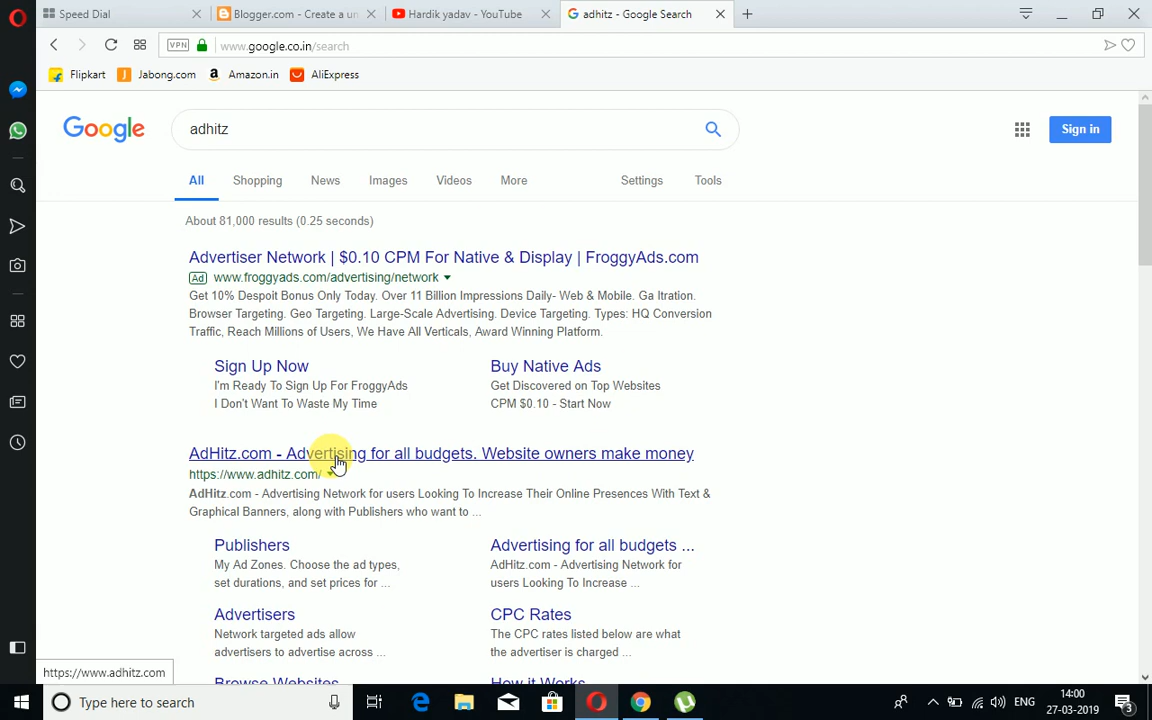 Speed Dial
Blogger.com - Create a un
Hardik yadav - YouTube
adhitz - Google Search
VPN
www.google.co.in/search
Flipkart
Jabong.com
Amazon.in
AliExpress
Google
adhitz
Sign in
All
Shopping
News
Images
Videos
More
Settings
Tools
About 81,000 results (0.25 seconds)
Advertiser Network | $0.10 CPM For Native & Display | FroggyAds.com
Ad www.froggyads.com/advertising/network
Get 10% Despoit Bonus Only Today. Over 11 Billion Impressions Daily- Web & Mobile. Ga Itration.
Browser Targeting. Geo Targeting. Large-Scale Advertising. Device Targeting. Types: HQ Conversion
Traffic, Reach Millions of Users, We Have All Verticals, Award Winning Platform.
Sign Up Now
I'm Ready To Sign Up For FroggyAds
I Don't Want To Waste My Time
Buy Native Ads
Get Discovered on Top Websites
CPM $0.10 - Start Now
AdHitz.com - Advertising for all budgets. Website owners make money
https://www.adhitz.com/
AdHitz.com - Advertising Network for users Looking To Increase Their Online Presences With Text &
Graphical Banners, along with Publishers who want to ...
Publishers
My Ad Zones. Choose the ad types,
set durations, and set prices for ...
Advertising for all budgets ...
AdHitz.com - Advertising Network for
users Looking To Increase ...
Advertisers
Network targeted ads allow
advertisers to advertise across ...
CPC Rates
The CPC rates listed below are what
the advertiser is charged ...
Browse Websites
How it Works
https://www.adhitz.com
Type here to search
ENG
14:00
27-03-2019
3